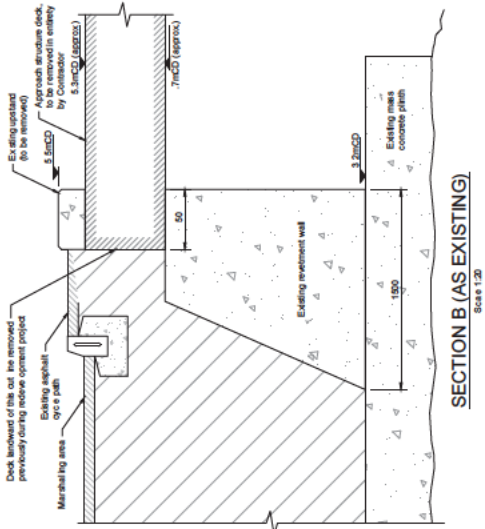 Existing upstand
(to be removed)
5.5mCD
Approach structure deck,
to be removed in entirety
by Contractor
5.3mCD (approx)
.7mCD (approx)
Deck landward of this cut line removed
previously during redevelopment project
Existing asphalt
cycle path
Marshalling area
50
3.2mCD
Existing revetment wall
Existing mass
concrete plinth
1500
SECTION B (AS EXISTING)
Scale 1:20